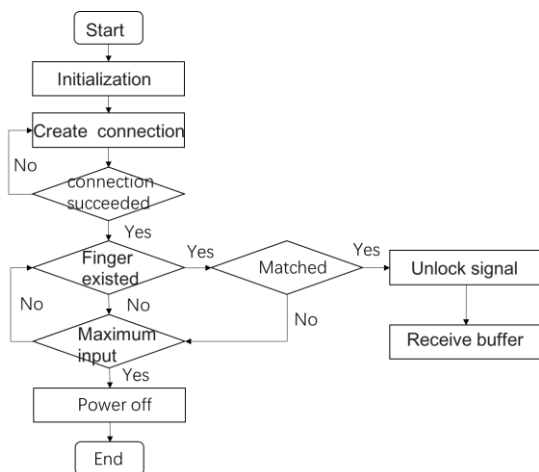 Start
Initialization
Create connection
No
connection
succeeded
Yes
Finger
existed
Yes
Matched
Yes
Unlock signal
No
No
No
Receive buffer
Maximum
input
Yes
Power off
End